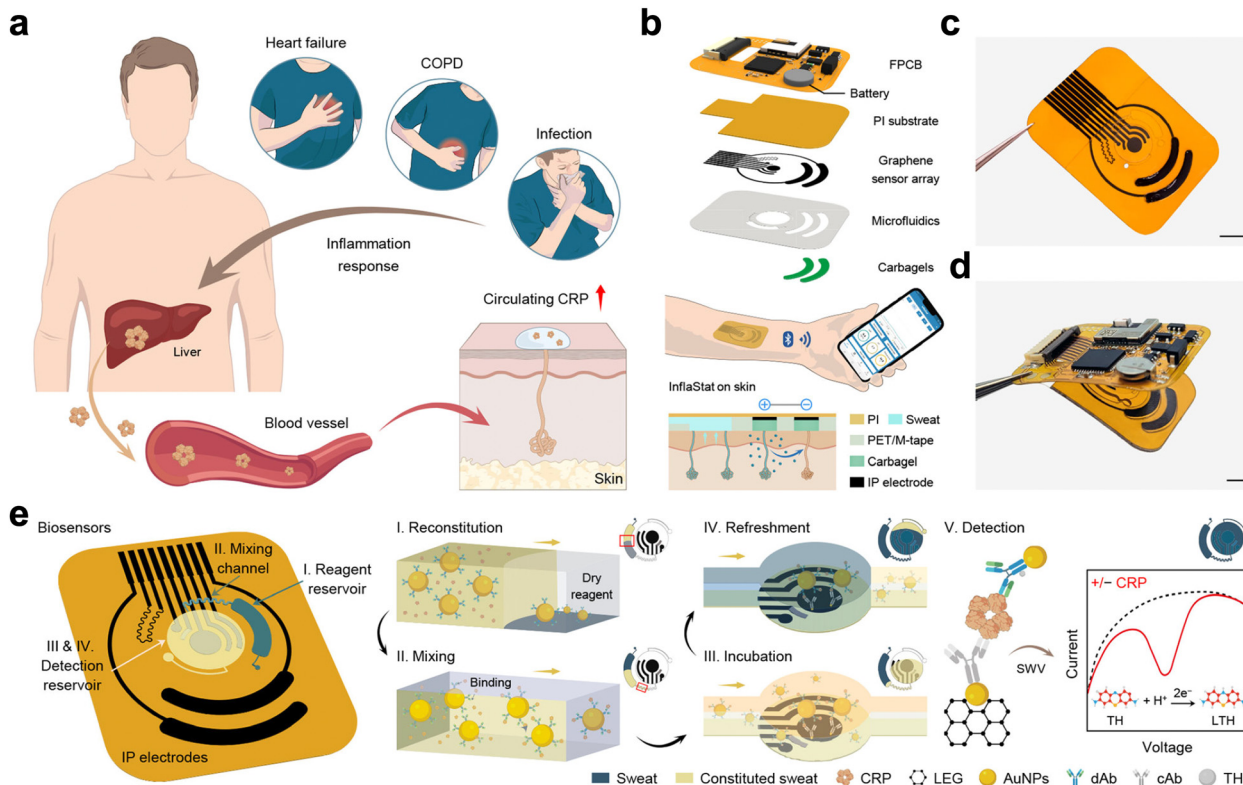 a
Heart failure
COPD
Infection
Inflammation
response
Liver
Circulating CRP
Blood vessel
Skin
b
FPCB
Battery
PI substrate
Graphene
sensor array
Microfluidics
Carbagels
InflaStat on skin
+
−
PI
Sweat
PET/M-tape
Carbagel
IP electrode
c
d
e
Biosensors
II. Mixing
channel
I. Reagent
reservoir
III & IV.
Detection
reservoir
IP electrodes
I. Reconstitution
Dry
reagent
II. Mixing
Binding
IV. Refreshment
III. Incubation
V. Detection
SWV
+/− CRP
Current
TH
+ H⁺
2e⁻
LTH
Voltage
Sweat
Constituted sweat
CRP
LEG
AuNPs
dAb
cAb
TH